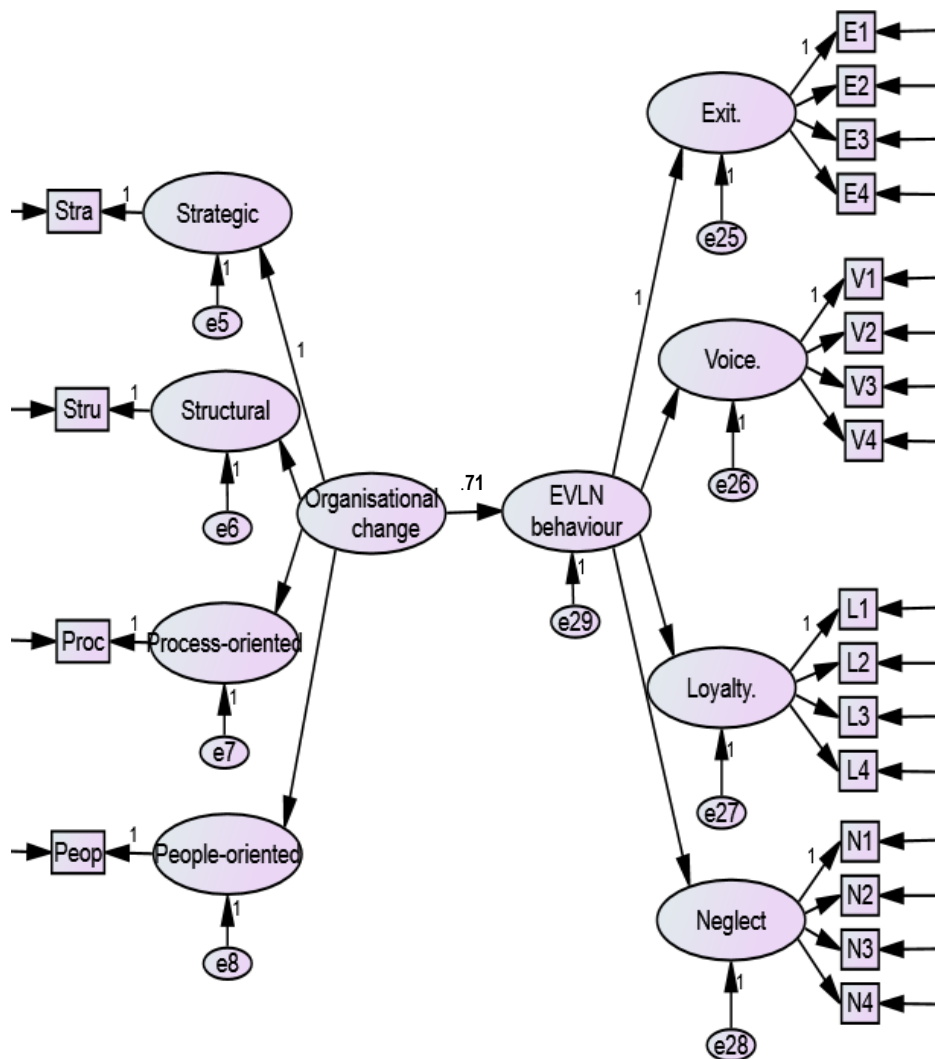 E1
1
E2
Exit.
E3
E4
1
e25
Stra
1
Strategic
1
e5
1
1
V1
1
V2
Voice.
V3
V4
1
e26
Stru
1
Structural
1
e6
Organisational
change
.71
EVLN
behaviour
1
e29
L1
1
L2
Loyalty.
L3
L4
1
e27
Proc
1
Process-oriented
1
e7
Peop
1
People-oriented
1
e8
N1
1
N2
Neglect
N3
N4
1
e28